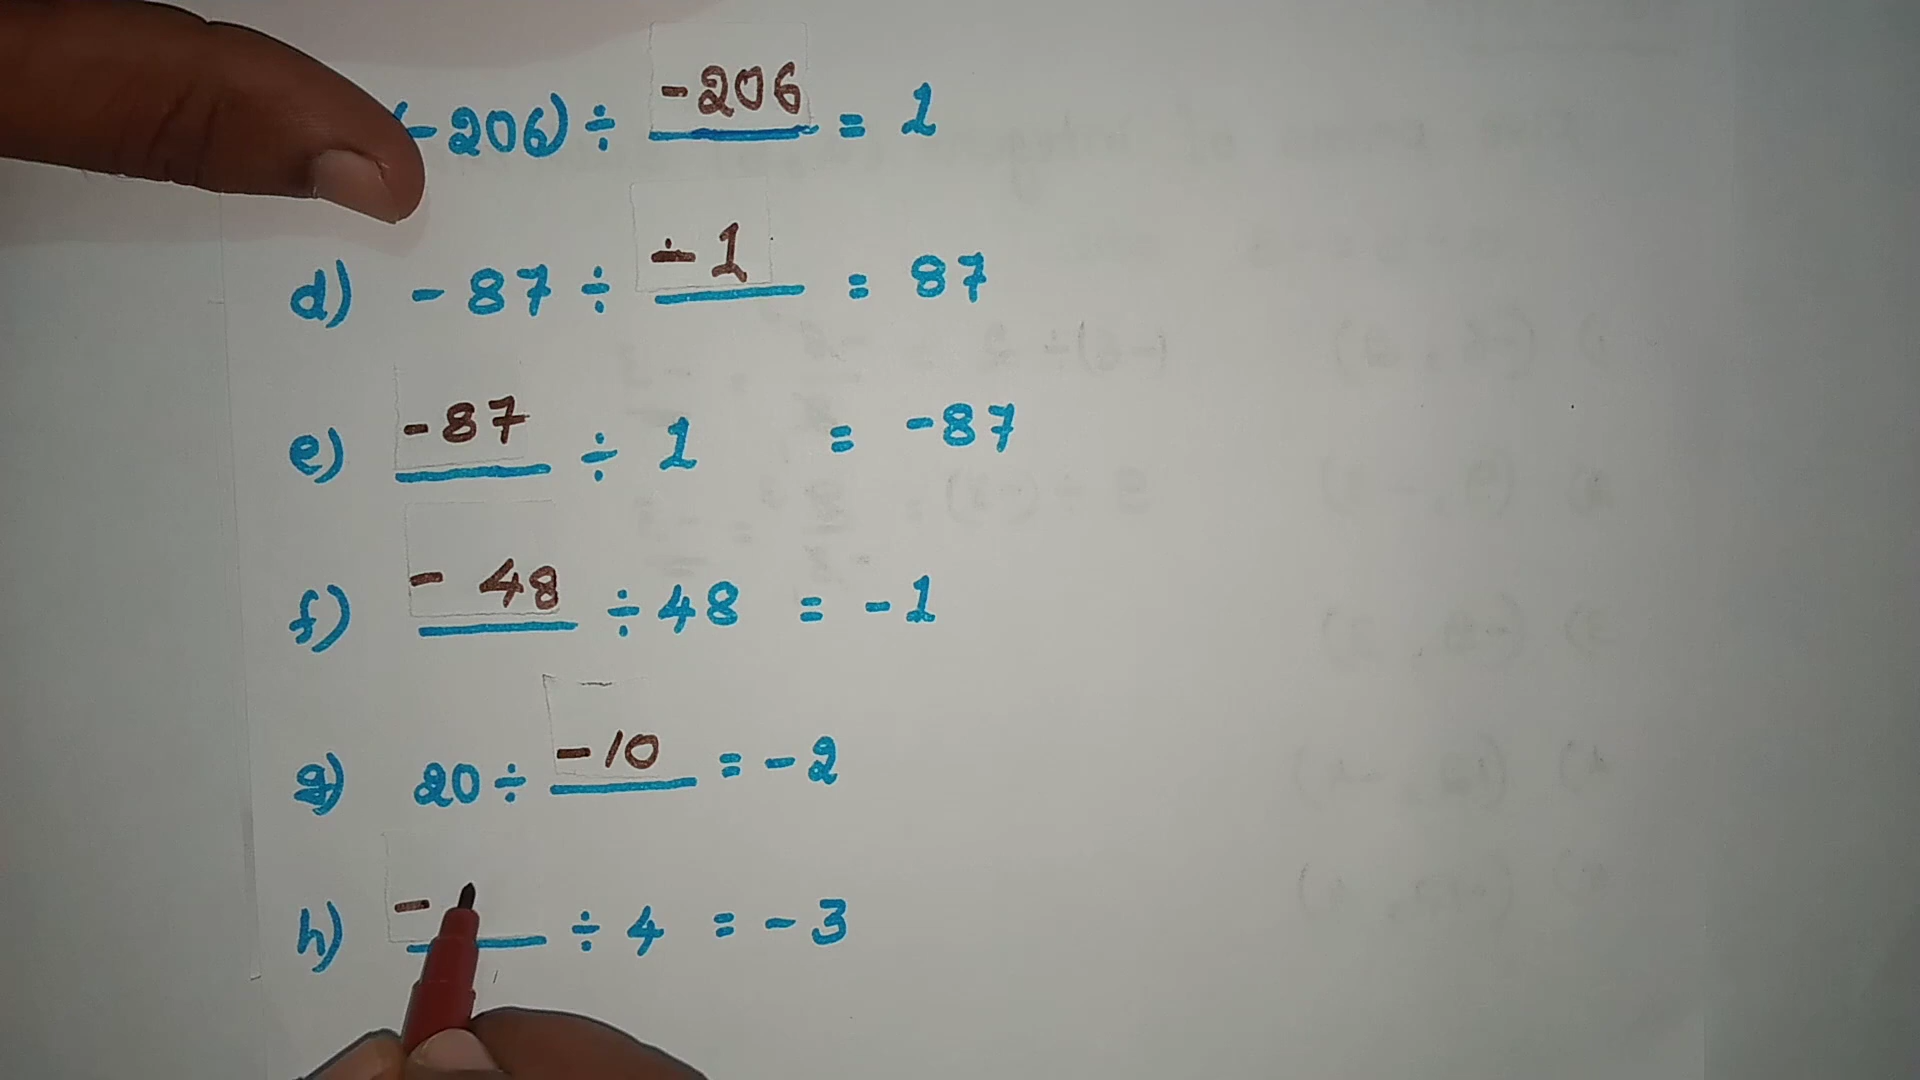 (-206) ÷ -206 = 1
d) -87 ÷ -1 = 87
e) -87 ÷ 1 = -87
f) -48 ÷ 48 = -1
g) 20 ÷ -10 = -2
h) - ÷ 4 = -3